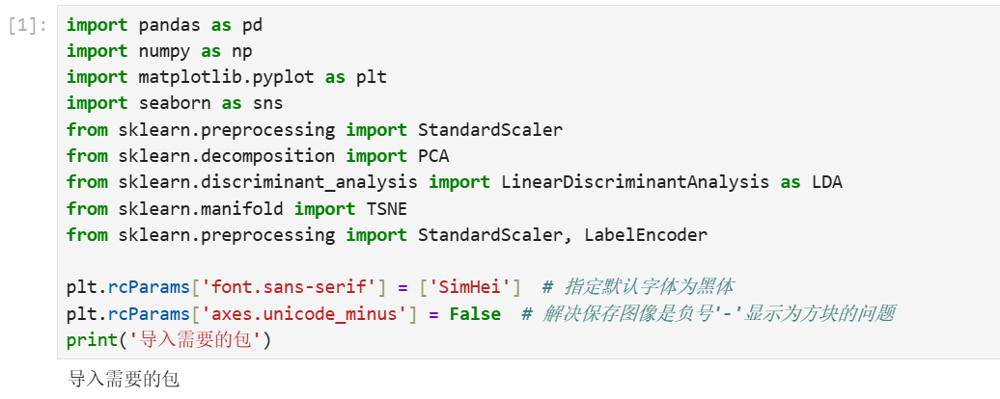 [1]:
import pandas as pd
import numpy as np
import matplotlib.pyplot as plt
import seaborn as sns
from sklearn.preprocessing import StandardScaler
from sklearn.decomposition import PCA
from sklearn.discriminant_analysis import LinearDiscriminantAnalysis as LDA
from sklearn.manifold import TSNE
from sklearn.preprocessing import StandardScaler, LabelEncoder
plt.rcParams['font.sans-serif'] = ['SimHei']  # 指定默认字体为黑体
plt.rcParams['axes.unicode_minus'] = False  # 解决保存图像是负号'-'显示为方块的问题
print('导入需要的包')
导入需要的包